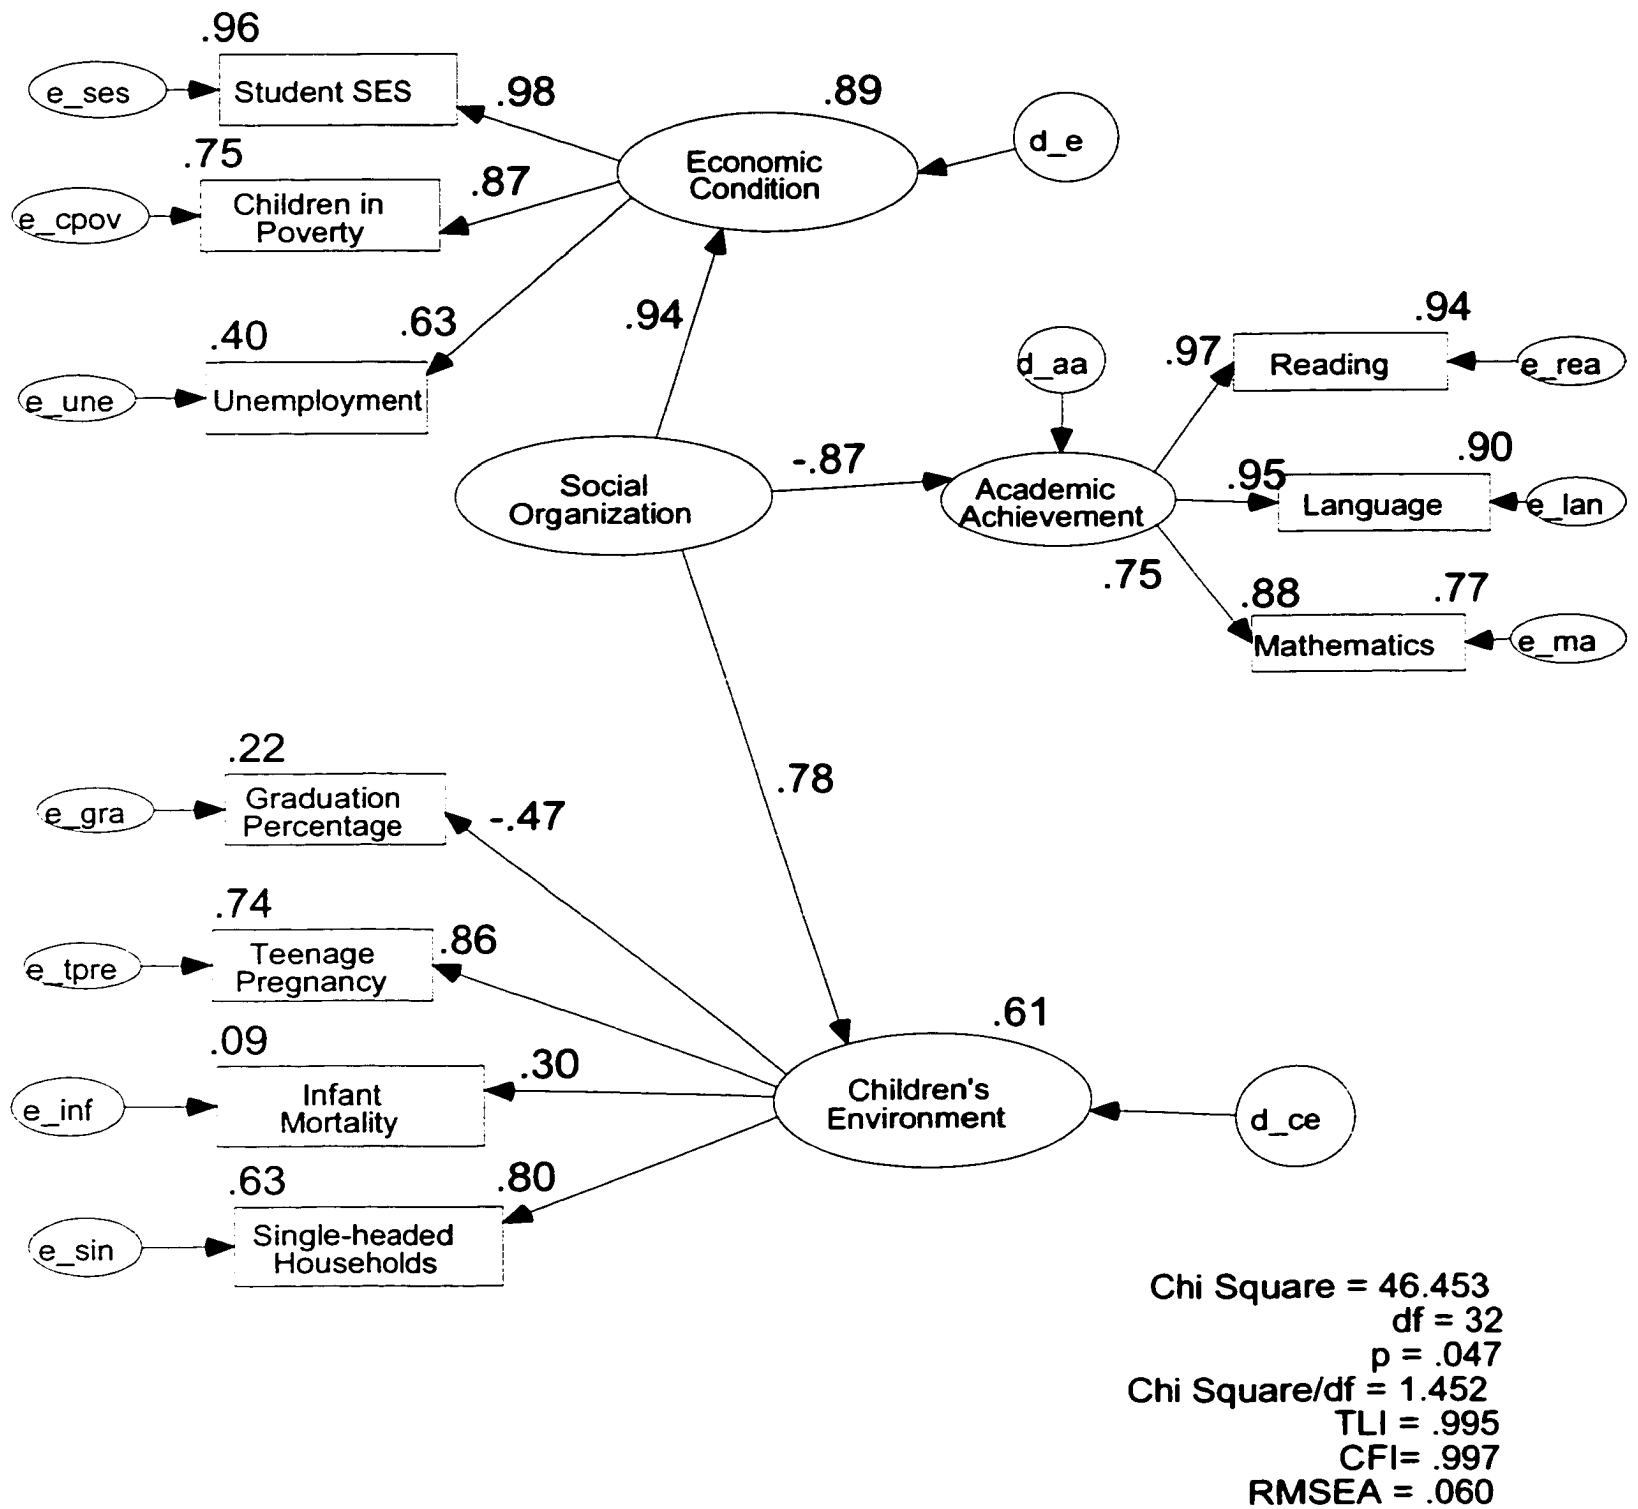 .96
e_ses
Student SES
.98
.89
Economic
Condition
d_e
.75
e_cpov
Children in
Poverty
.87
.40
e_une
Unemployment
.63
.94
Social
Organization
-.87
d_aa
Academic
Achievement
.75
.97
.94
Reading
e_rea
.95
.90
Language
e_lan
.88
.77
Mathematics
e_ma
.78
.22
e_gra
Graduation
Percentage
-.47
.74
e_tpre
Teenage
Pregnancy
.86
.09
e_inf
Infant
Mortality
.30
.61
Children's
Environment
d_ce
.63
e_sin
Single-headed
Households
.80
Chi Square = 46.453
df = 32
p = .047
Chi Square/df = 1.452
TLI = .995
CFI= .997
RMSEA = .060